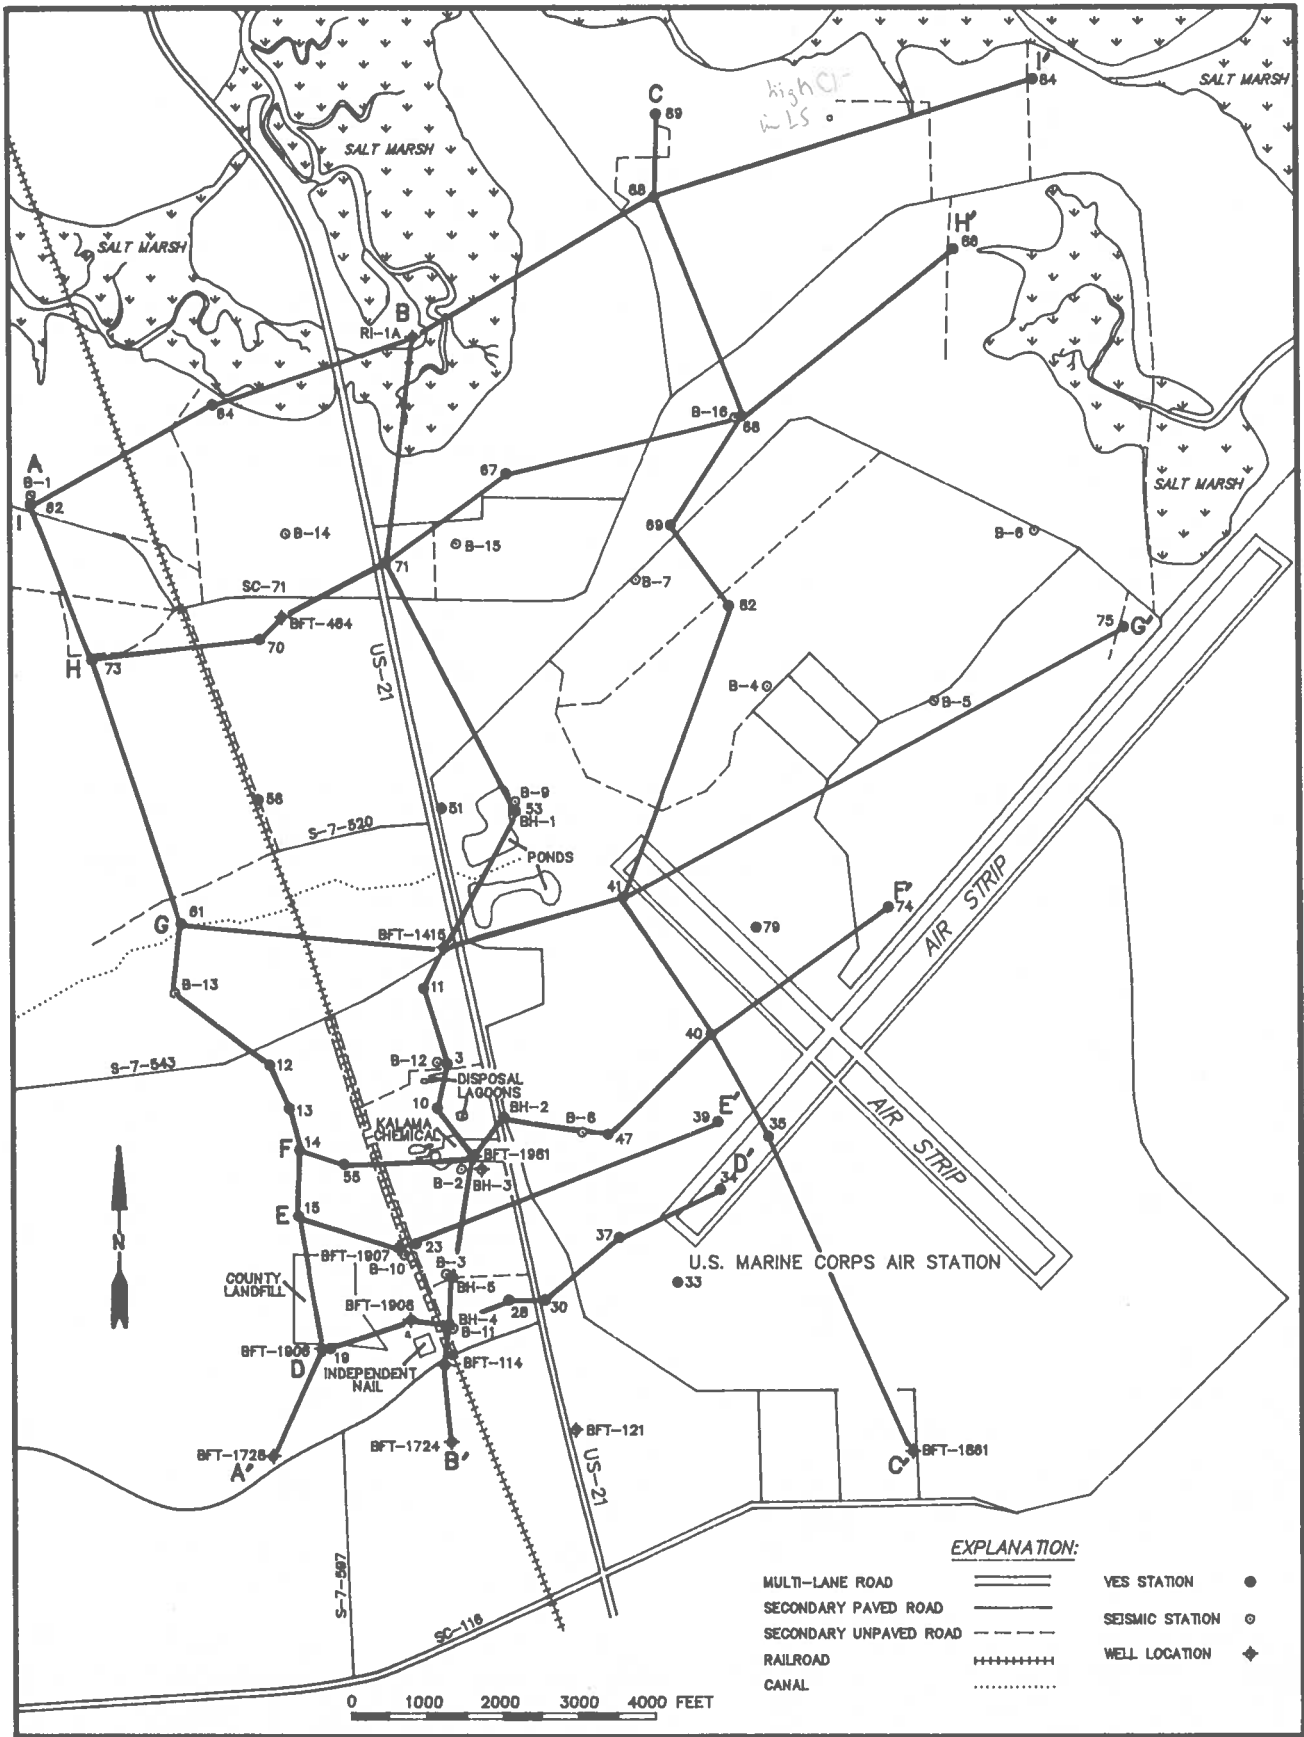 I'
84
SALT MARSH
high Cl-
in LS
C
89
SALT MARSH
88
H'
66
SALT MARSH
B
RI-1A
64
B-16
68
A
B-1
62
I
67
SALT MARSH
69
B-14
B-15
B-6
71
B-7
SC-71
62
BFT-464
70
75
G'
H
73
US-21
B-4
B-5
56
51
B-9
53
BH-1
S-7-520
PONDS
41
F'
74
AIR STRIP
G
61
BFT-1415
79
B-13
11
40
S-7-543
12
B-12
3
DISPOSAL
LAGOONS
13
10
BH-2
E'
39
AIR STRIP
KALAMA
CHEMICAL
B-6
47
35
F
14
BFT-1961
55
B-2
BH-3
D'
34
E
15
37
N
BFT-1907
23
B-10
B-3
BH-5
U.S. MARINE CORPS AIR STATION
33
COUNTY
LANDFILL
BFT-1908
28
30
4
BH-4
B-11
BFT-1906
19
D
BFT-114
INDEPENDENT
NAIL
BFT-121
BFT-1728
A'
BFT-1724
B'
US-21
C'
BFT-1861
S-7-597
SC-116
EXPLANATION:
MULTI-LANE ROAD
VES STATION
SECONDARY PAVED ROAD
SEISMIC STATION
SECONDARY UNPAVED ROAD
WELL LOCATION
RAILROAD
CANAL
0 1000 2000 3000 4000 FEET